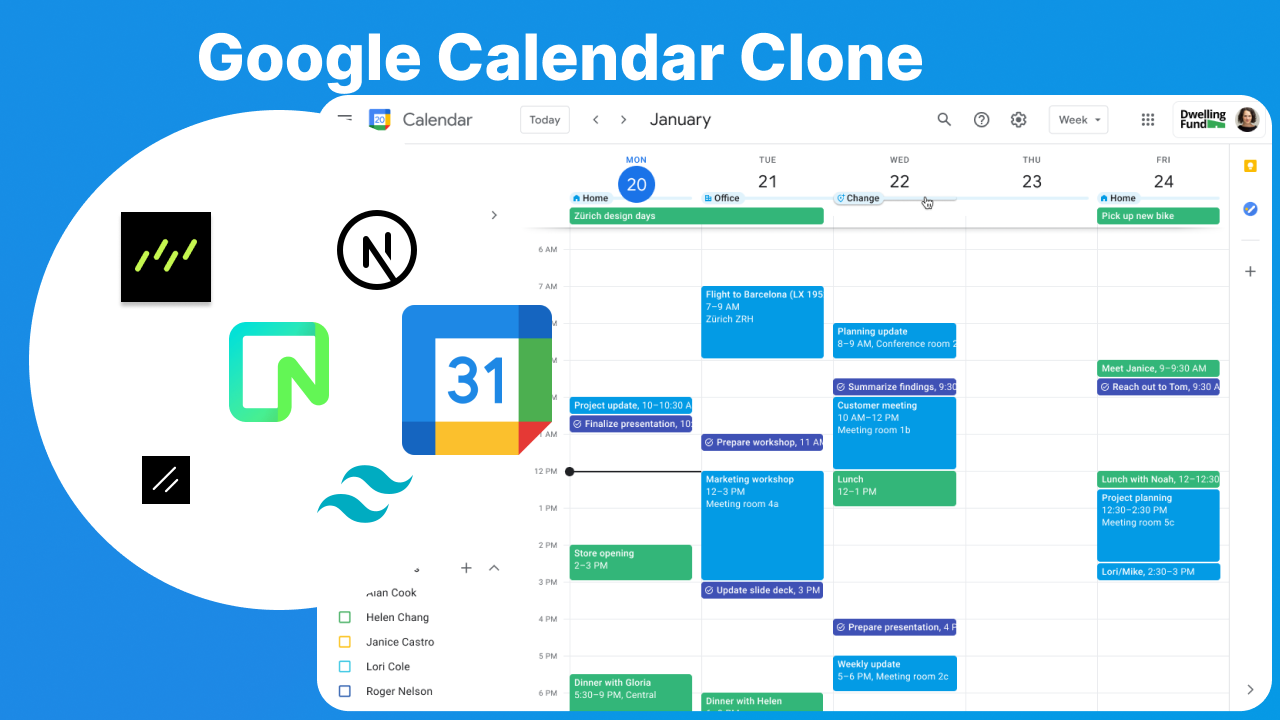 Google Calendar Clone
20
Calendar
Today
January
Week
Dwelling
Fund
MON
20
TUE
21
WED
22
THU
23
FRI
24
Home
Office
Change
Home
Zürich design days
Pick up new bike
31
6 AM
7 AM
12 PM
1 PM
2 PM
3 PM
4 PM
5 PM
6 PM
Project update, 10–10:30 A
Finalize presentation, 10:
Store opening
2–3 PM
Dinner with Gloria
5:30–9 PM, Central
Flight to Barcelona (LX 195
7–9 AM
Zürich ZRH
Prepare workshop, 11 AM
Marketing workshop
12–3 PM
Meeting room 4a
Update slide deck, 3 PM
Dinner with Helen
Planning update
8–9 AM, Conference room 2
Summarize findings, 9:30
Customer meeting
10 AM–12 PM
Meeting room 1b
Lunch
12–1 PM
Prepare presentation, 4 P
Weekly update
5–6 PM, Meeting room 2c
Meet Janice, 9–9:30 AM
Reach out to Tom, 9:30 A
Lunch with Noah, 12–12:30
Project planning
12:30–2:30 PM
Meeting room 5c
Lori/Mike, 2:30–3 PM
Alan Cook
Helen Chang
Janice Castro
Lori Cole
Roger Nelson